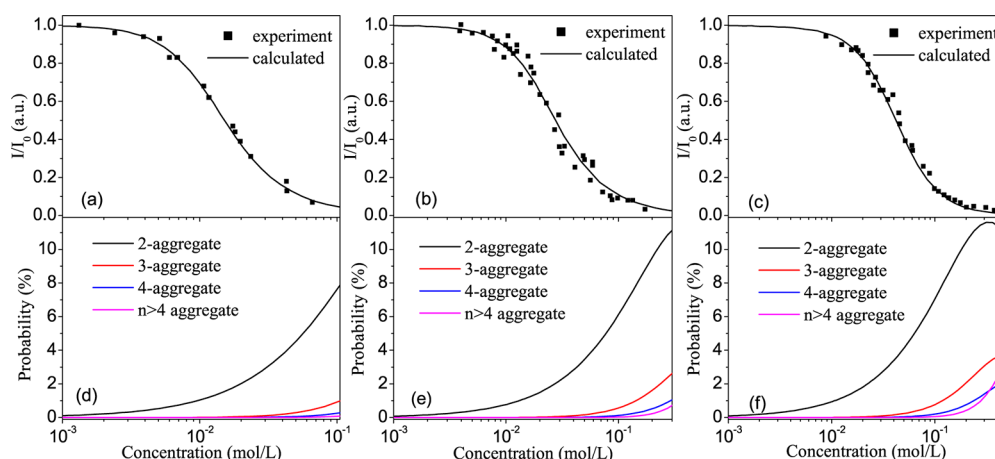 I/I₀ (a.u.)
1.0
0.8
0.6
0.4
0.2
0.0
experiment
calculated
(a)
I/I₀ (a.u.)
1.0
0.8
0.6
0.4
0.2
0.0
experiment
calculated
(b)
I/I₀ (a.u.)
1.0
0.8
0.6
0.4
0.2
0.0
experiment
calculated
(c)
Probability (%)
10
8
6
4
2
0
2-aggregate
3-aggregate
4-aggregate
n>4 aggregate
(d)
10⁻³
10⁻²
10⁻¹
Concentration (mol/L)
Probability (%)
10
8
6
4
2
0
2-aggregate
3-aggregate
4-aggregate
n>4 aggregate
(e)
10⁻³
10⁻²
10⁻¹
Concentration (mol/L)
Probability (%)
10
8
6
4
2
0
2-aggregate
3-aggregate
4-aggregate
n>4 aggregate
(f)
10⁻³
10⁻²
10⁻¹
Concentration (mol/L)